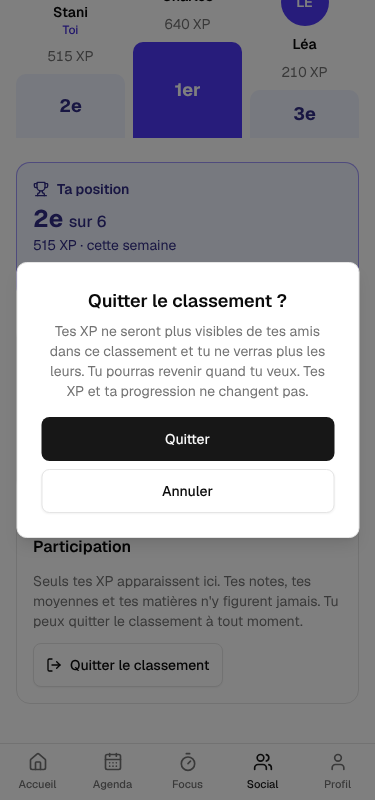 Stani
Toi
515 XP
2e
640 XP
1er
LE
Léa
210 XP
3e
Ta position
2e sur 6
515 XP · cette semaine
Quitter le classement ?
Tes XP ne seront plus visibles de tes amis
dans ce classement et tu ne verras plus les
leurs. Tu pourras revenir quand tu veux. Tes
XP et ta progression ne changent pas.
Quitter
Annuler
Participation
Seuls tes XP apparaissent ici. Tes notes, tes
moyennes et tes matières n'y figurent jamais. Tu
peux quitter le classement à tout moment.
Quitter le classement
Accueil
Agenda
Focus
Social
Profil